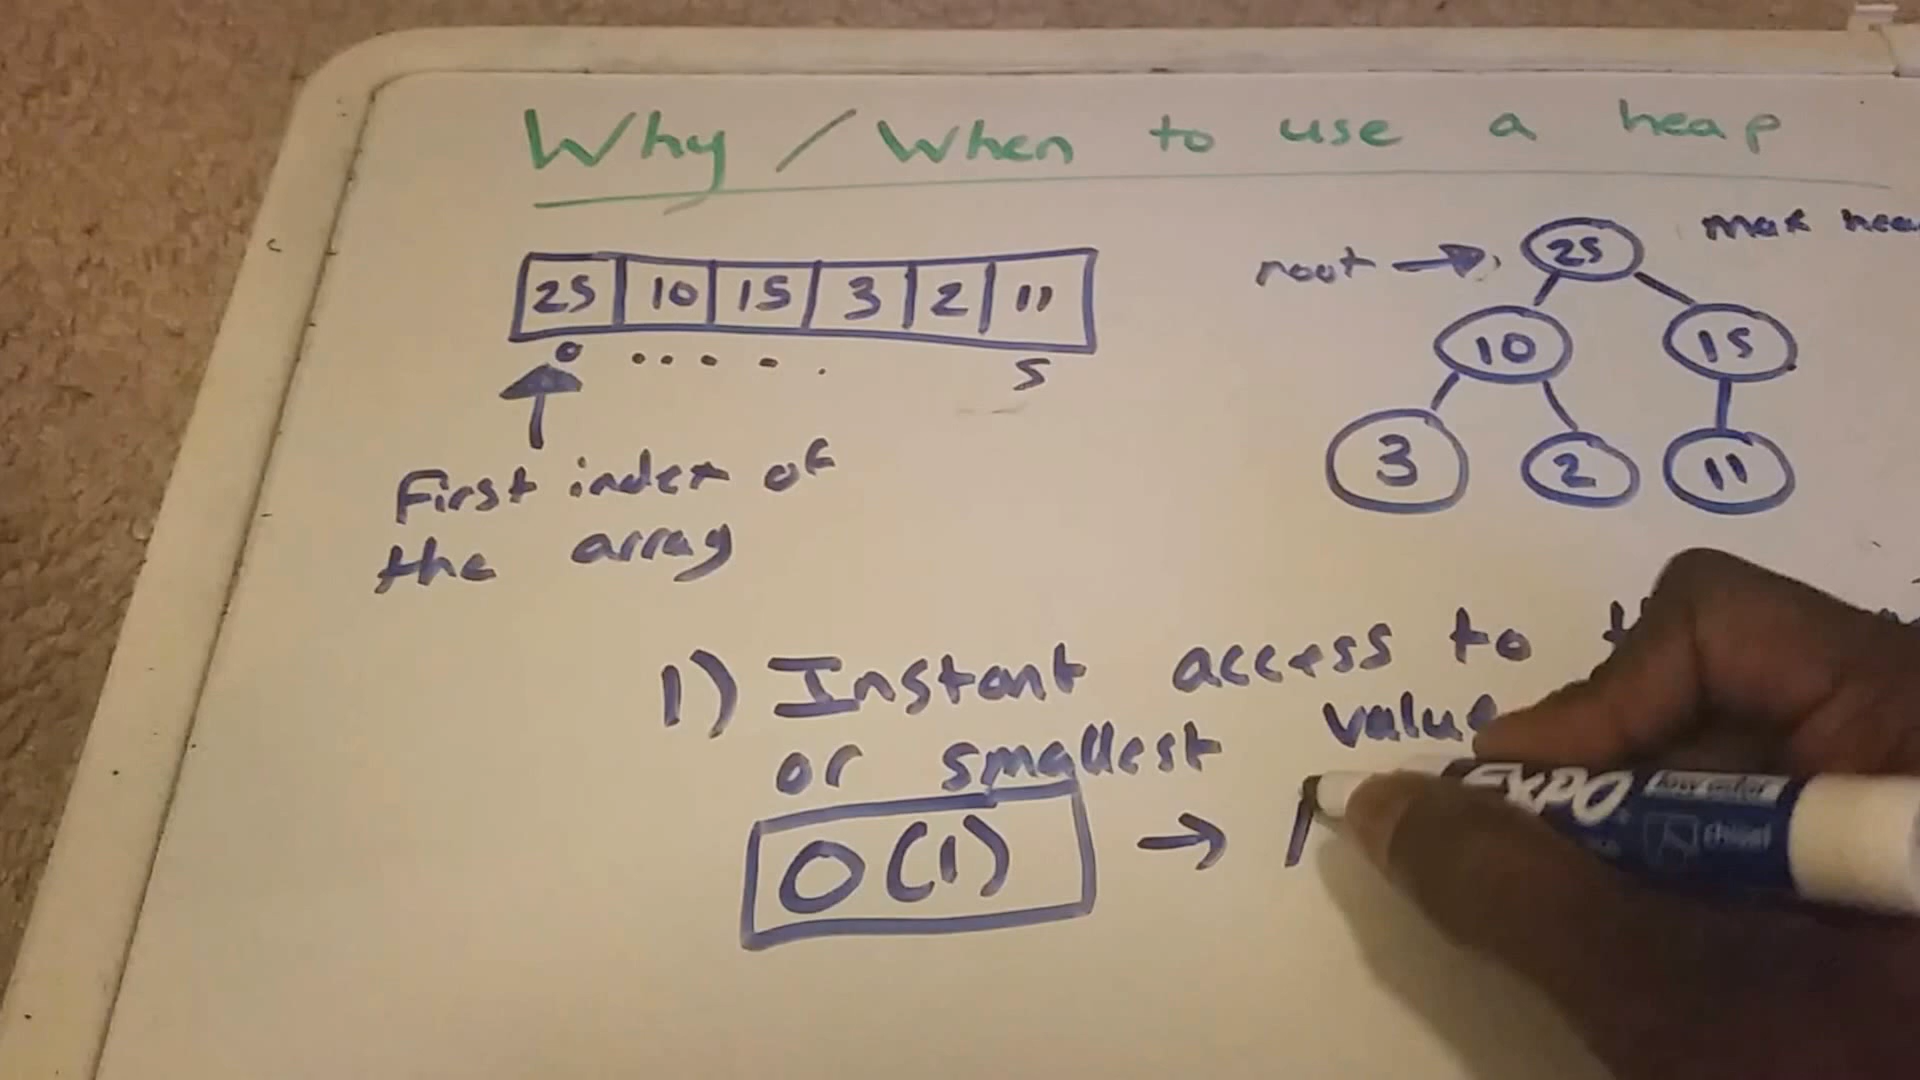 Why / When to use a heap
25 10 15 3 2 11
0 . . . . . 5
First index of
the array
root → 25
max
10 15
3 2 11
1) Instant access to
or smallest value
O(1) →
EXPO
Chisel